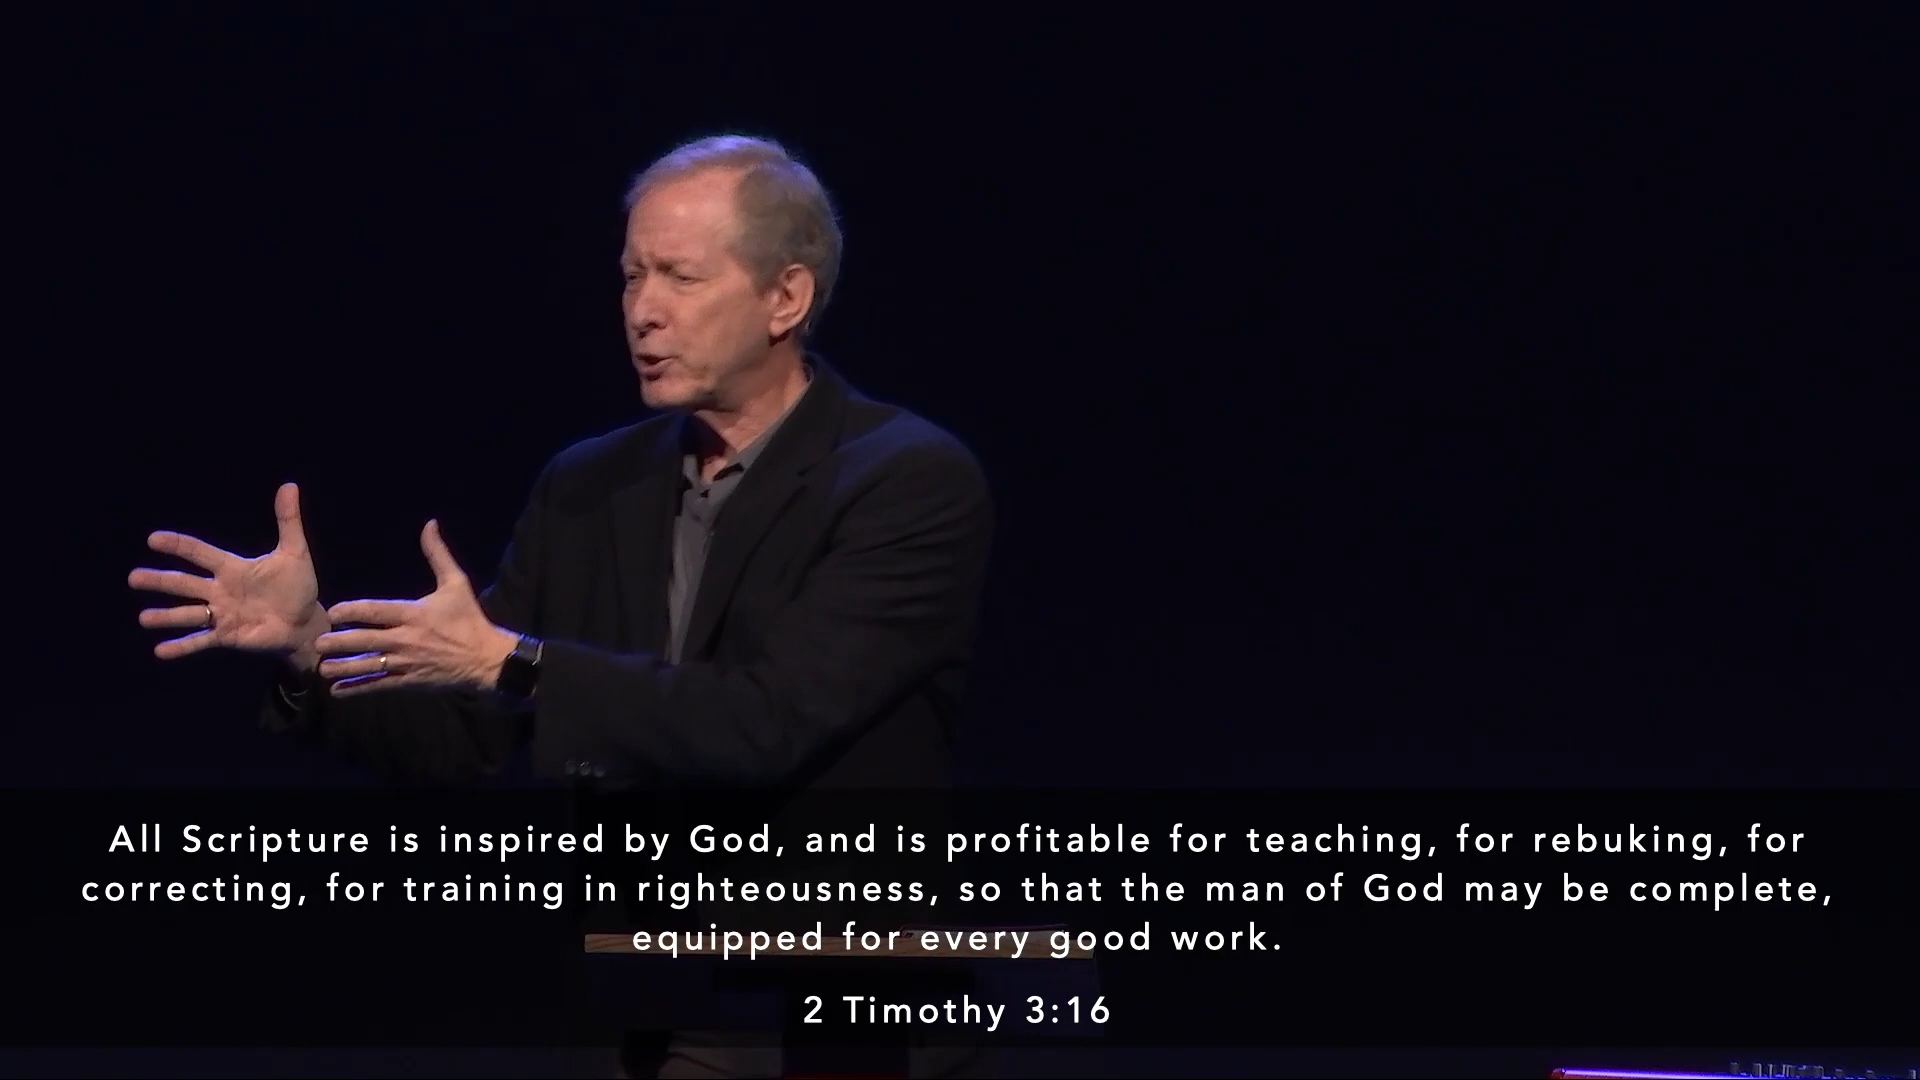 All Scripture is inspired by God, and is profitable for teaching, for rebuking, for
correcting, for training in righteousness, so that the man of God may be complete,
equipped for every good work.
2 Timothy 3:16